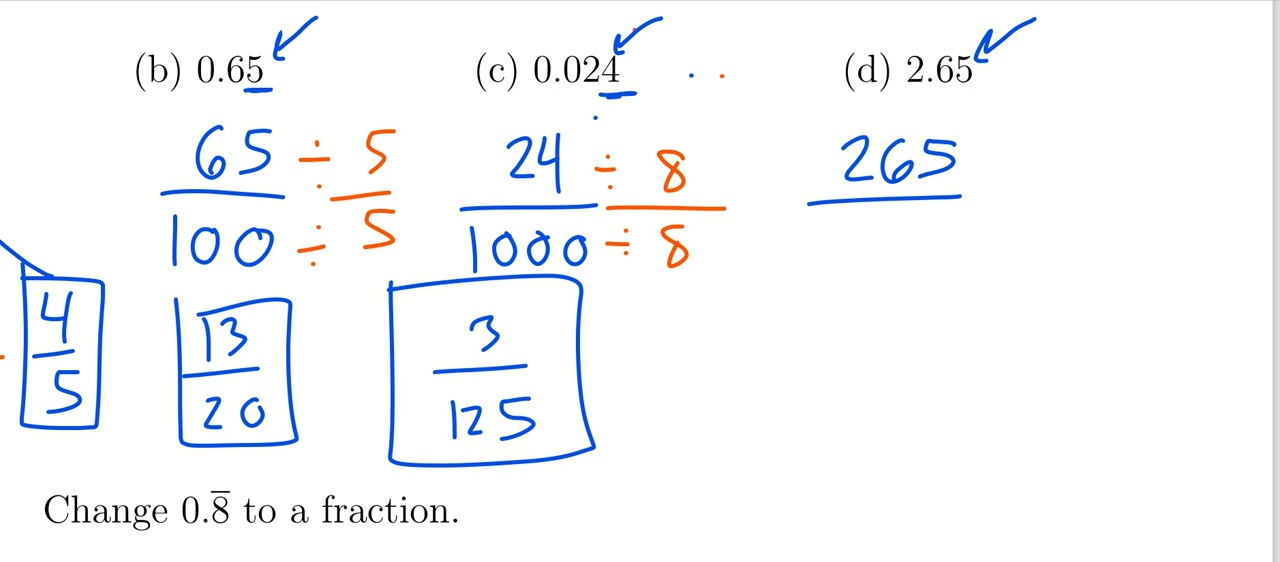 (b) 0.65 (c) 0.024 (d) 2.65
65 ÷ 5 24 ÷ 8 265
100 ÷ 5 1000 ÷ 8
4 13 3
5 20 125
Change 0.8̅ to a fraction.